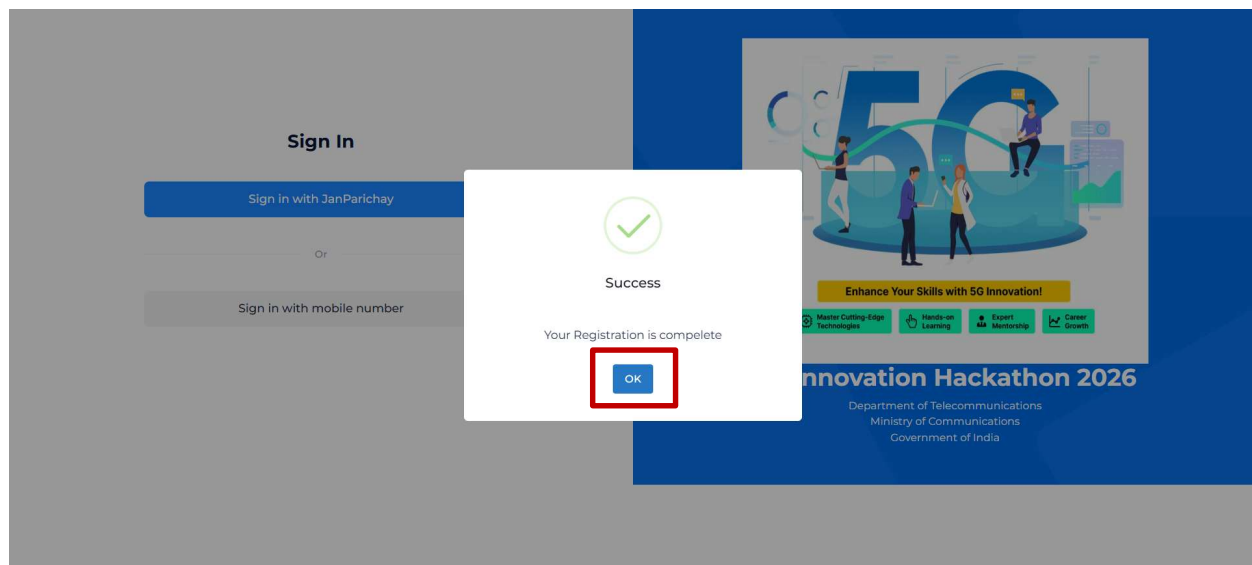 Sign In
Sign in with JanParichay
Or
Sign in with mobile number
Success
Your Registration is compelete
OK
5G
Enhance Your Skills with 5G Innovation!
Master Cutting-Edge
Technologies
Hands-on
Learning
Expert
Mentorship
Career
Growth
nnovation Hackathon 2026
Department of Telecommunications
Ministry of Communications
Government of India